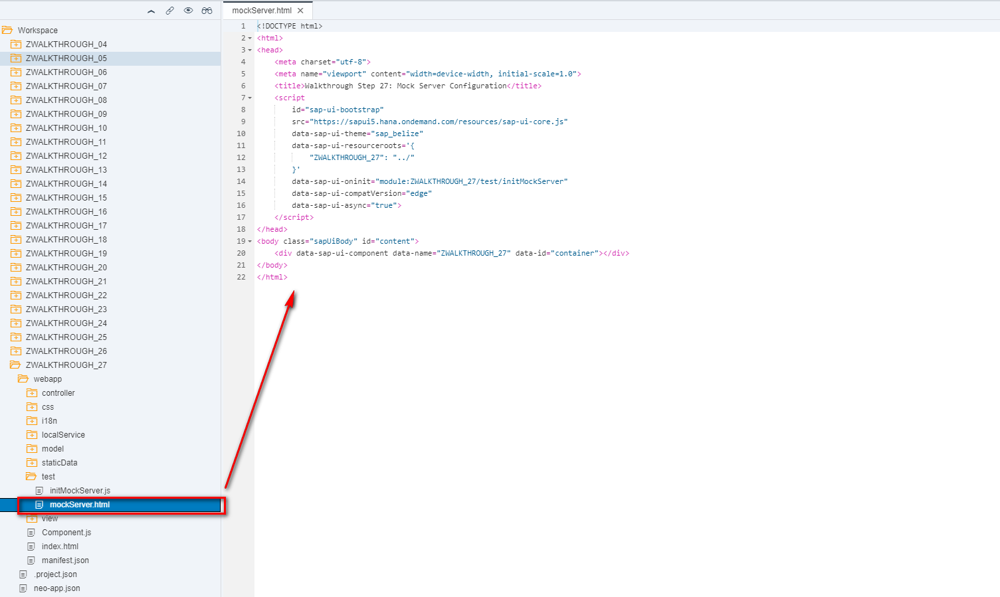 Workspace
ZWALKTHROUGH_04
ZWALKTHROUGH_05
ZWALKTHROUGH_06
ZWALKTHROUGH_07
ZWALKTHROUGH_08
ZWALKTHROUGH_09
ZWALKTHROUGH_10
ZWALKTHROUGH_11
ZWALKTHROUGH_12
ZWALKTHROUGH_13
ZWALKTHROUGH_14
ZWALKTHROUGH_15
ZWALKTHROUGH_16
ZWALKTHROUGH_17
ZWALKTHROUGH_18
ZWALKTHROUGH_19
ZWALKTHROUGH_20
ZWALKTHROUGH_21
ZWALKTHROUGH_22
ZWALKTHROUGH_23
ZWALKTHROUGH_24
ZWALKTHROUGH_25
ZWALKTHROUGH_26
ZWALKTHROUGH_27
webapp
controller
css
i18n
localService
model
staticData
test
initMockServer.js
mockServer.html
view
Component.js
index.html
manifest.json
.project.json
neo-app.json
mockServer.html
1 <!DOCTYPE html>
2 <html>
3 <head>
4 <meta charset="utf-8">
5 <meta name="viewport" content="width=device-width, initial-scale=1.0">
6 <title>Walkthrough Step 27: Mock Server Configuration</title>
7 <script
8 id="sap-ui-bootstrap"
9 src="https://sapui5.hana.ondemand.com/resources/sap-ui-core.js"
10 data-sap-ui-theme="sap_belize"
11 data-sap-ui-resourceroots='{
12 "ZWALKTHROUGH_27": "../"
13 }'
14 data-sap-ui-oninit="module:ZWALKTHROUGH_27/test/initMockServer"
15 data-sap-ui-compatVersion="edge"
16 data-sap-ui-async="true">
17 </script>
18 </head>
19 <body class="sapUiBody" id="content">
20 <div data-sap-ui-component data-name="ZWALKTHROUGH_27" data-id="container"></div>
21 </body>
22 </html>